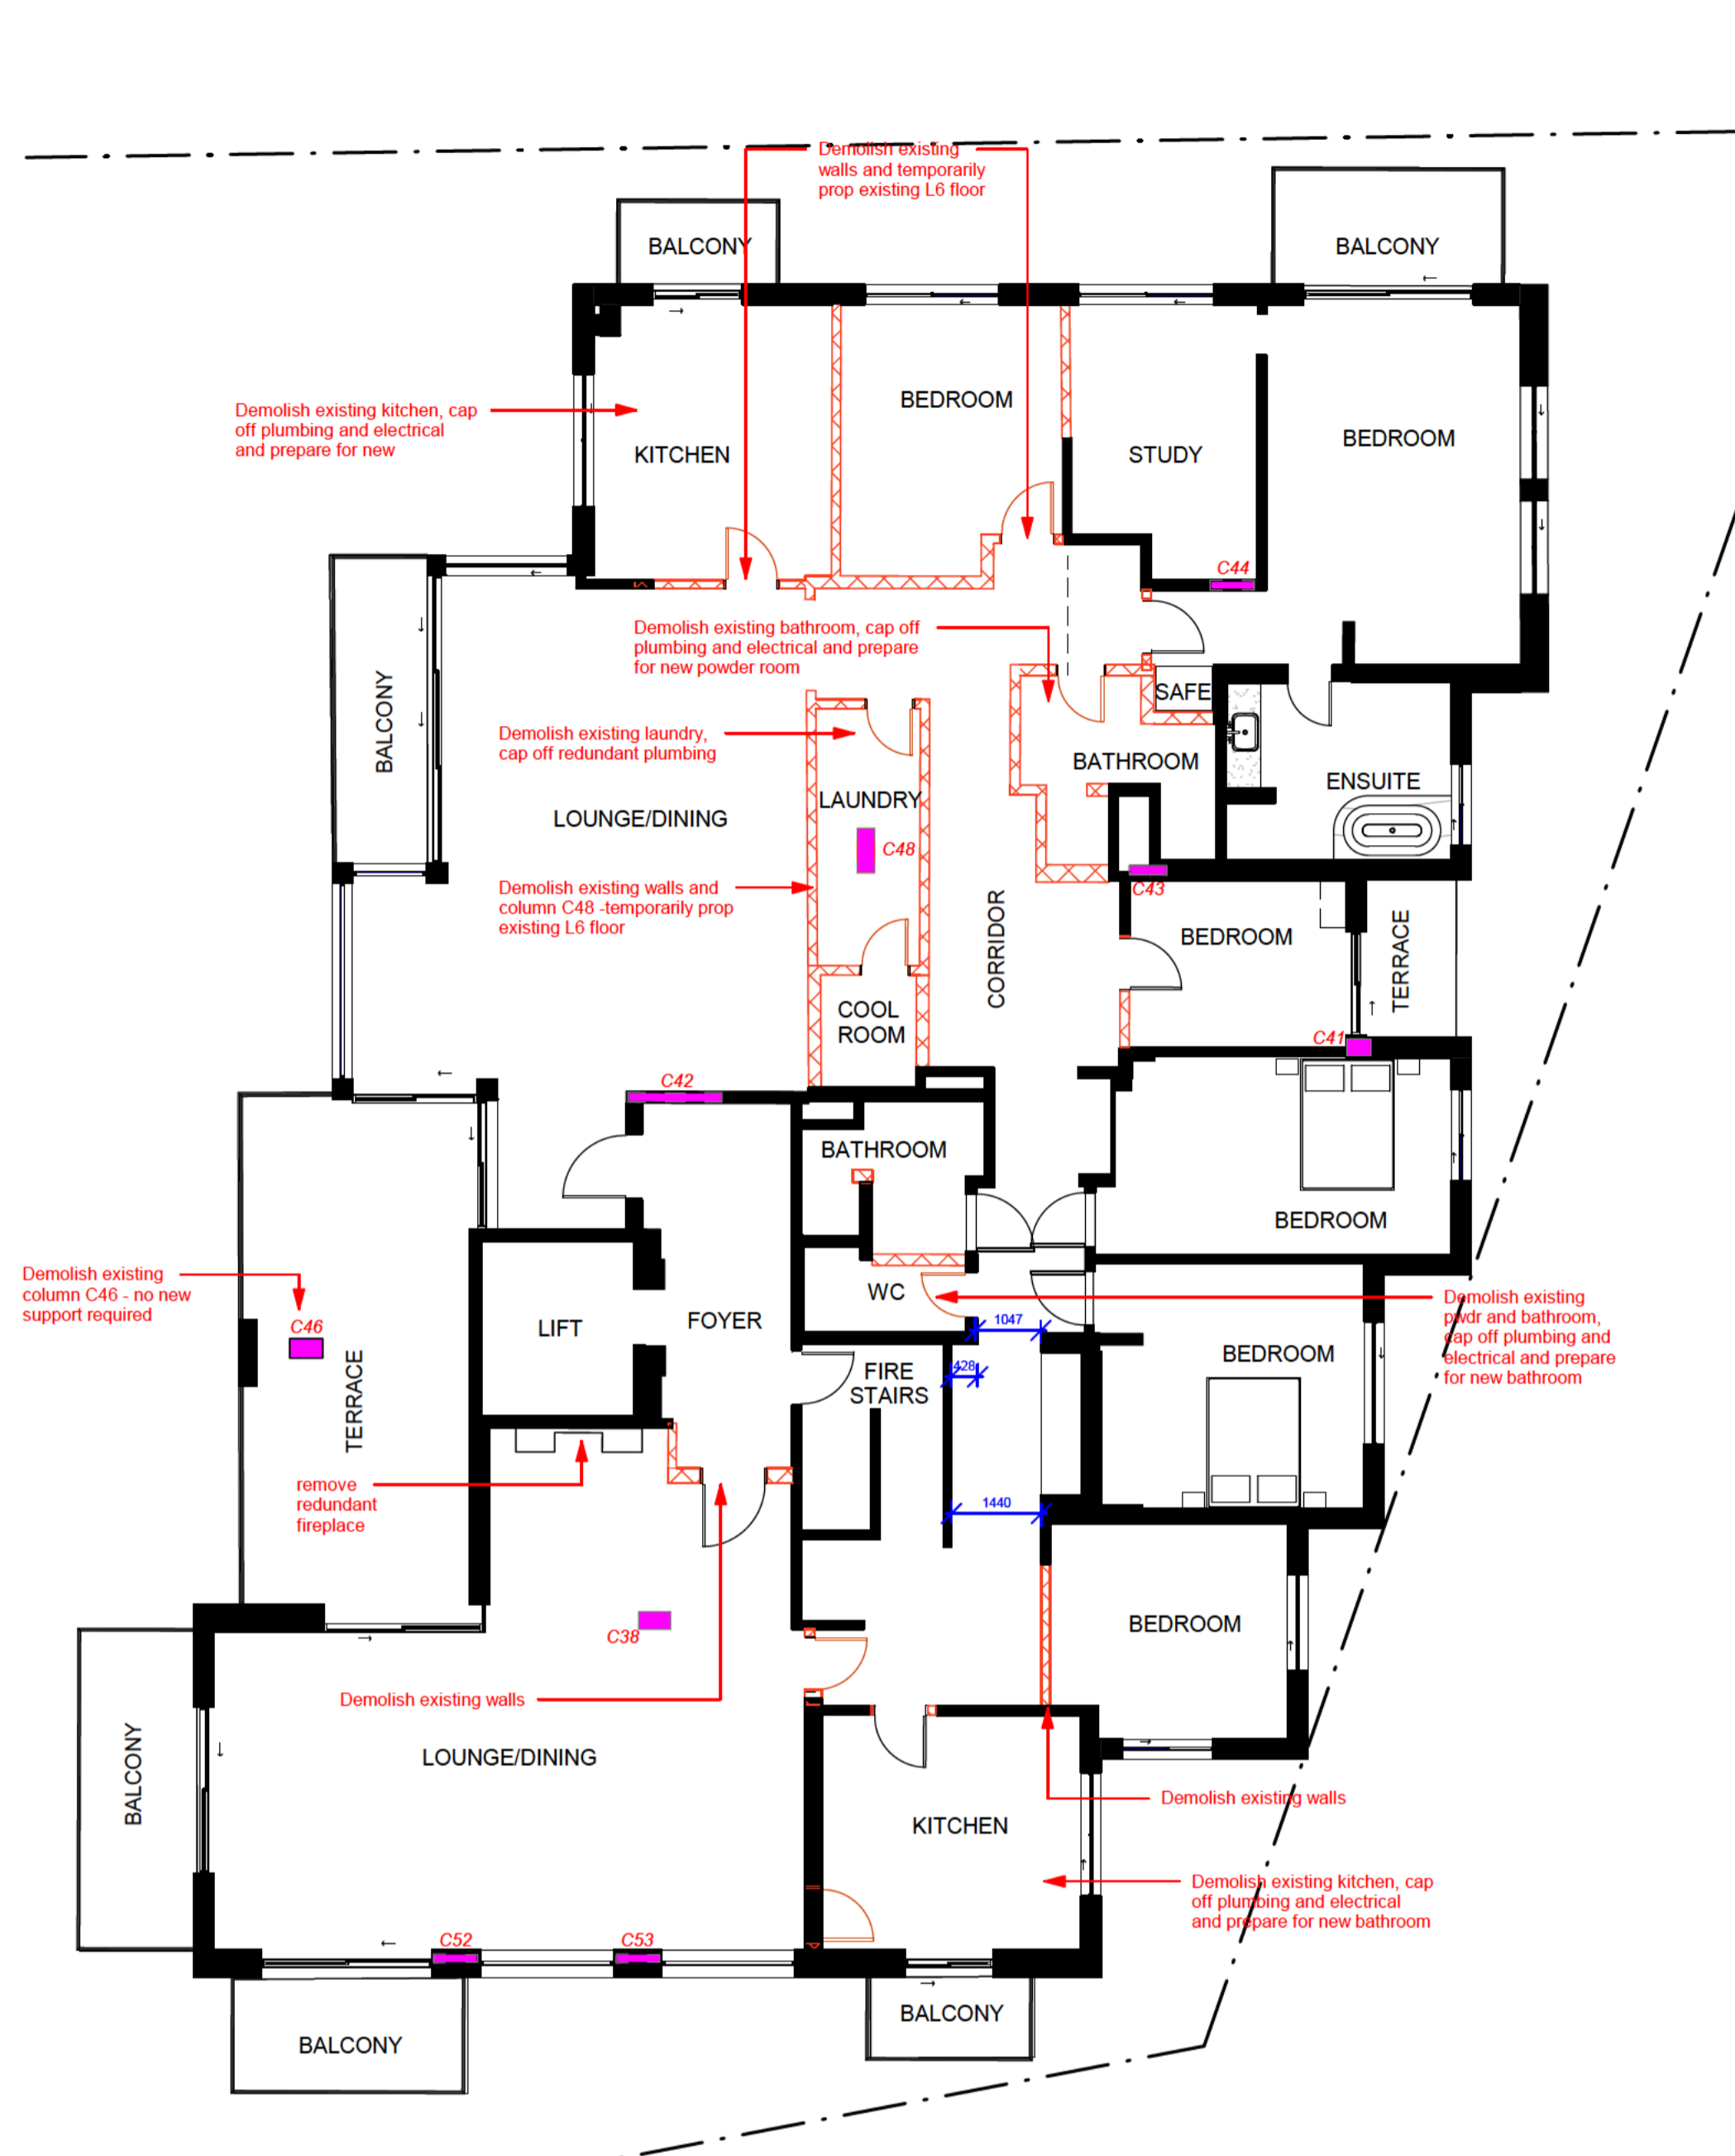 Demolish existing
walls and temporarily
prop existing L6 floor
BALCONY
BALCONY
Demolish existing kitchen, cap
off plumbing and electrical
and prepare for new
KITCHEN
BEDROOM
STUDY
BEDROOM
C44
Demolish existing bathroom, cap off
plumbing and electrical and prepare
for new powder room
SAFE
BALCONY
Demolish existing laundry,
cap off redundant plumbing
BATHROOM
ENSUITE
LAUNDRY
LOUNGE/DINING
C48
Demolish existing walls and
column C48 -temporarily prop
existing L6 floor
C43
CORRIDOR
BEDROOM
TERRACE
COOL
ROOM
C41
C42
BATHROOM
BEDROOM
Demolish existing
column C46 - no new
support required
C46
TERRACE
LIFT
FOYER
WC
Demolish existing
pwdr and bathroom,
cap off plumbing and
electrical and prepare
for new bathroom
1047
428
FIRE
STAIRS
BEDROOM
remove
redundant
fireplace
1440
C38
BEDROOM
Demolish existing walls
BALCONY
LOUNGE/DINING
Demolish existing walls
KITCHEN
Demolish existing kitchen, cap
off plumbing and electrical
and prepare for new bathroom
C52
C53
BALCONY
BALCONY